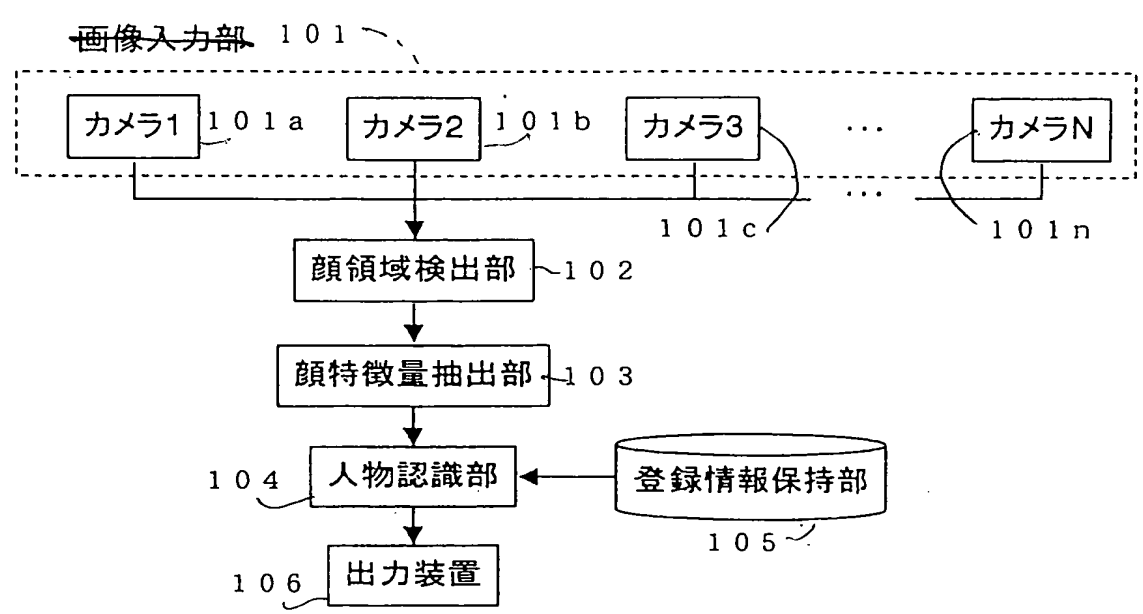 画像入力部 101
カメラ1 101a カメラ2 101b カメラ3 ... カメラN
...
101c 101n
顔領域検出部 102
顔特徴量抽出部 103
104 人物認識部 登録情報保持部
105
106 出力装置